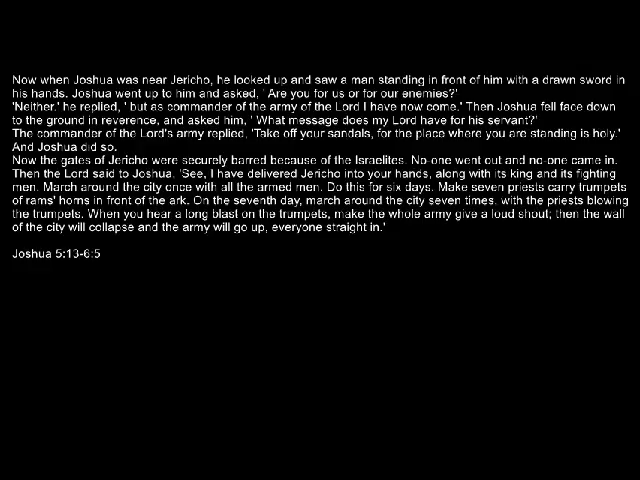 Now when Joshua was near Jericho, he looked up and saw a man standing in front of him with a drawn sword in
his hands. Joshua went up to him and asked, ' Are you for us or for our enemies?'
'Neither.' he replied, ' but as commander of the army of the Lord I have now come.' Then Joshua fell face down
to the ground in reverence, and asked him, ' What message does my Lord have for his servant?'
The commander of the Lord's army replied, 'Take off your sandals, for the place where you are standing is holy.'
And Joshua did so.
Now the gates of Jericho were securely barred because of the Israelites. No-one went out and no-one came in.
Then the Lord said to Joshua, 'See, I have delivered Jericho into your hands, along with its king and its fighting
men. March around the city once with all the armed men. Do this for six days. Make seven priests carry trumpets
of rams' horns in front of the ark. On the seventh day, march around the city seven times, with the priests blowing
the trumpets. When you hear a long blast on the trumpets, make the whole army give a loud shout; then the wall
of the city will collapse and the army will go up, everyone straight in.'
Joshua 5:13-6:5